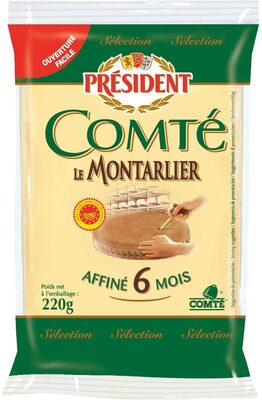 Sélection Sélection Sélection
OUVERTURE
FACILE
PRÉSIDENT
COMTÉ
LE MONTARLIER
AFFINÉ 6 MOIS
Poids net
à l'emballage :
220g
COMTÉ
Sélection Sélection Sélection